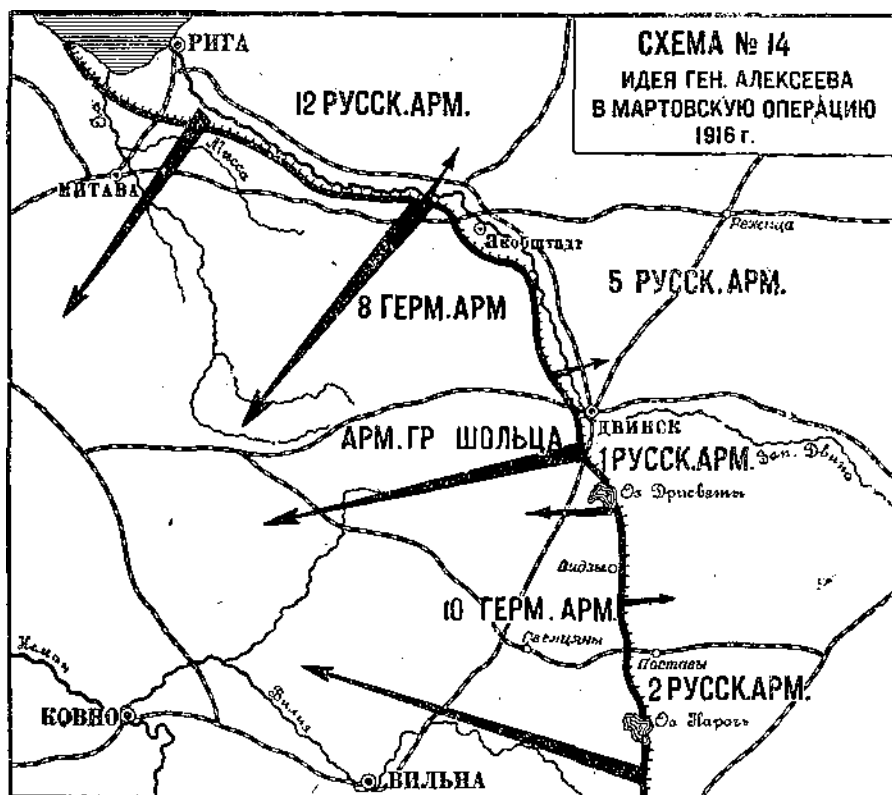 СХЕМА № 14
ИДЕЯ ГЕН. АЛЕКСЕЕВА
В МАРТОВСКУЮ ОПЕРАЦИЮ
1916 г.
РИГА
12 РУССК. АРМ.
Аа
Мисса
МИТАВА
Якобштадт
Режица
5 РУССК. АРМ.
8 ГЕРМ. АРМ
ДВИНСК
АРМ. ГР ШОЛЬЦА
1 РУССК. АРМ.
Зап. Двина
Оз Дрисвяты
Видзы
10 ГЕРМ. АРМ.
Свенцяны
Поставы
2 РУССК. АРМ.
Неман
Вилия
КОВНО
Оз Нарочь
ВИЛЬНА